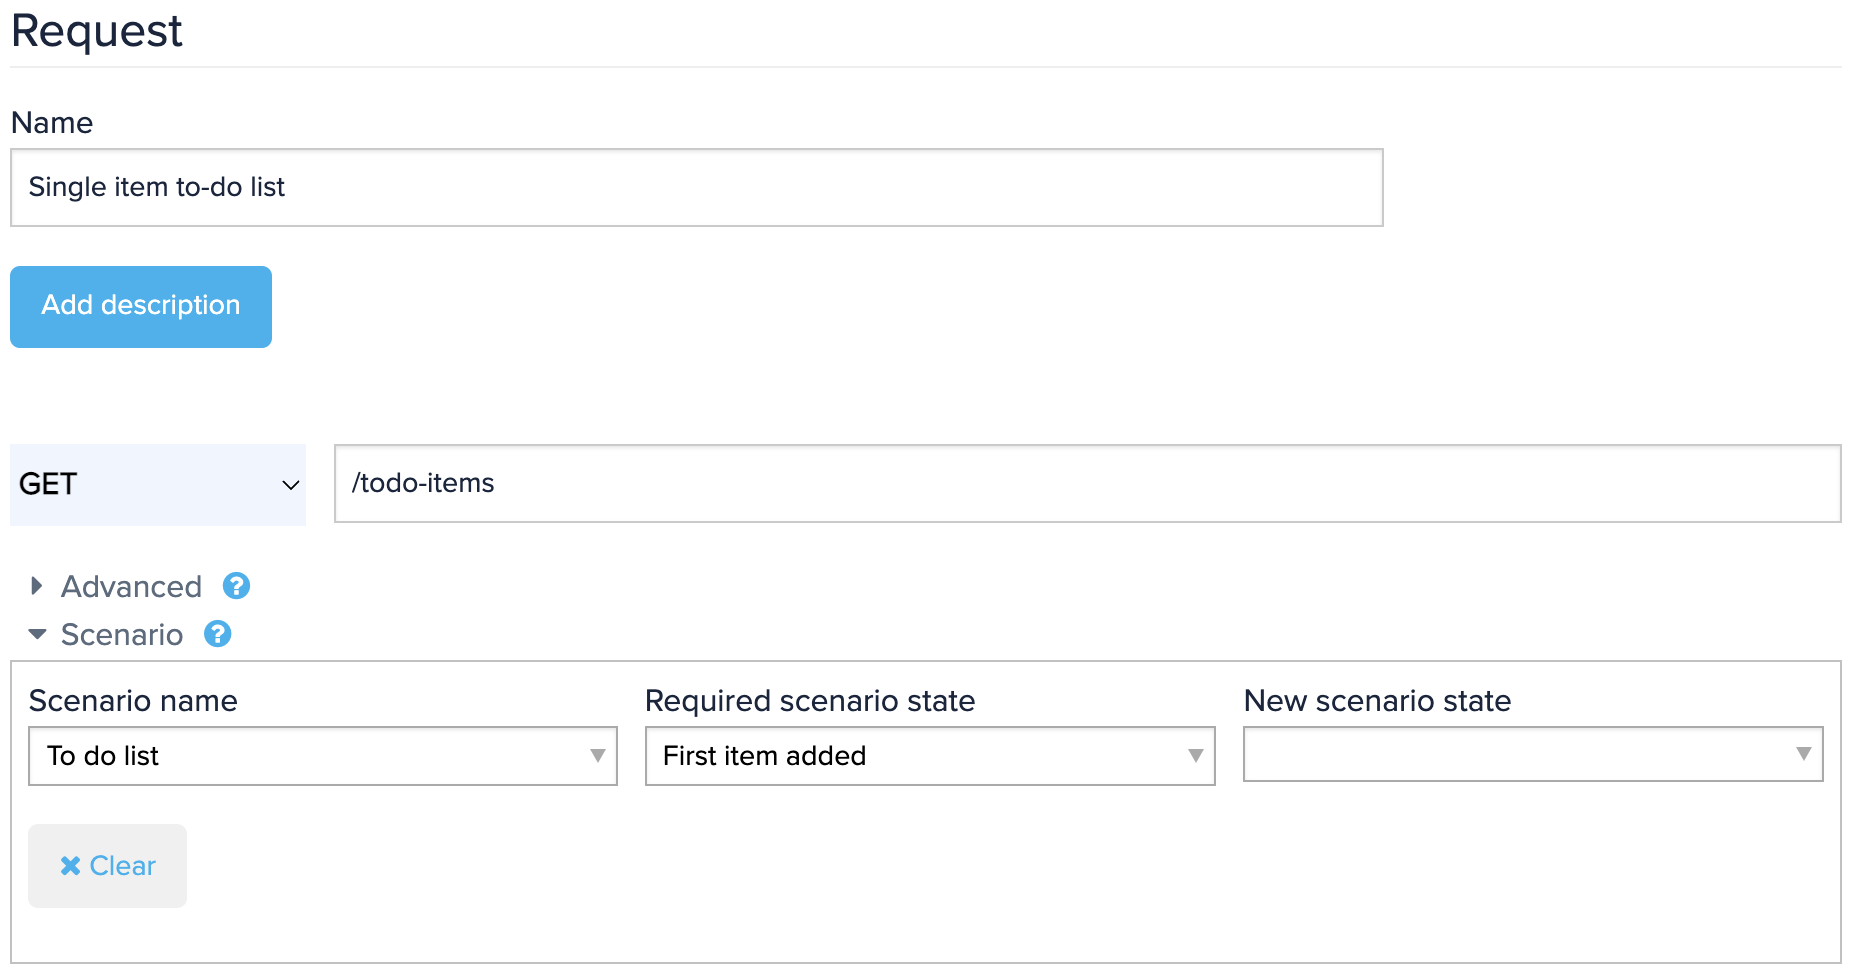 Request
Name
Single item to-do list
Add description
GET
/todo-items
Advanced ?
Scenario ?
Scenario name Required scenario state New scenario state
To do list First item added
Clear